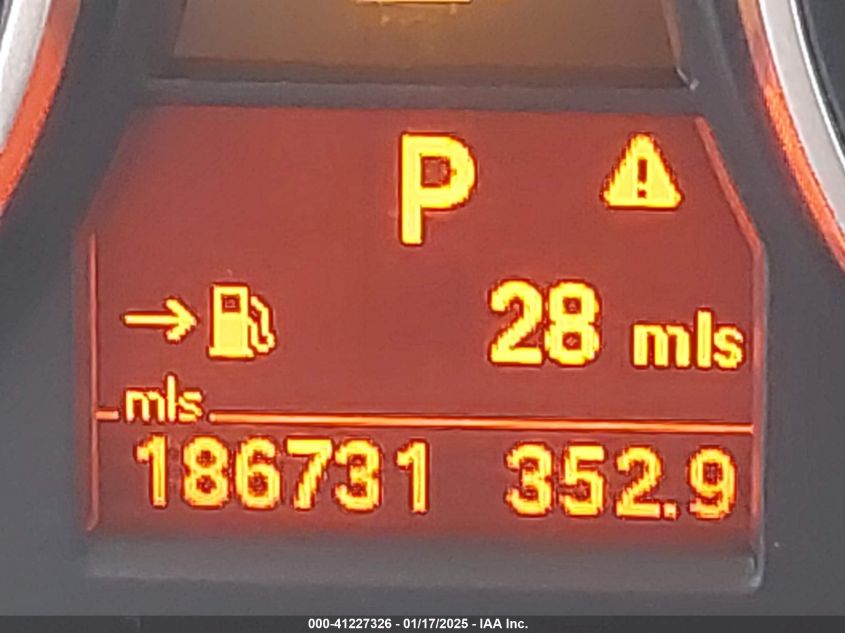 P
28 mls
mls
186731 352.9
000-41227326 - 01/17/2025 - IAA Inc.